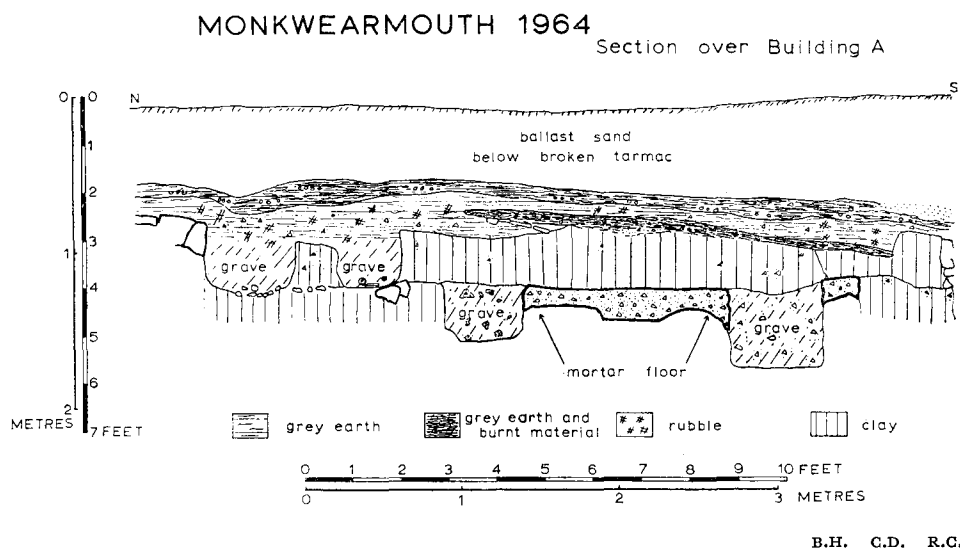 MONKWEARMOUTH 1964
Section over Building A
0 0 N S
ballast sand
below broken tarmac
1
2
1 3
grave grave
4
grave grave
5
mortar floor
6
2
METRES 7 FEET
grey earth grey earth and burnt material rubble clay
0 1 2 3 4 5 6 7 8 9 10 FEET
0 1 2 3 METRES
B.H. C.D. R.C.